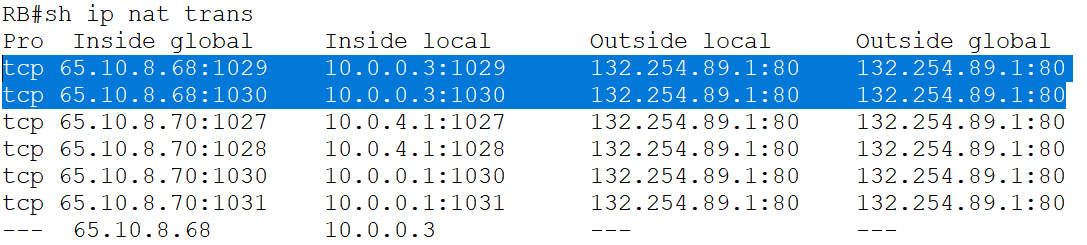 RB#sh ip nat trans
Pro  Inside global     Inside local       Outside local      Outside global
tcp 65.10.8.68:1029    10.0.0.3:1029      132.254.89.1:80    132.254.89.1:80
tcp 65.10.8.68:1030    10.0.0.3:1030      132.254.89.1:80    132.254.89.1:80
tcp 65.10.8.70:1027    10.0.4.1:1027      132.254.89.1:80    132.254.89.1:80
tcp 65.10.8.70:1028    10.0.4.1:1028      132.254.89.1:80    132.254.89.1:80
tcp 65.10.8.70:1030    10.0.0.1:1030      132.254.89.1:80    132.254.89.1:80
tcp 65.10.8.70:1031    10.0.0.1:1031      132.254.89.1:80    132.254.89.1:80
---  65.10.8.68        10.0.0.3           ---                ---